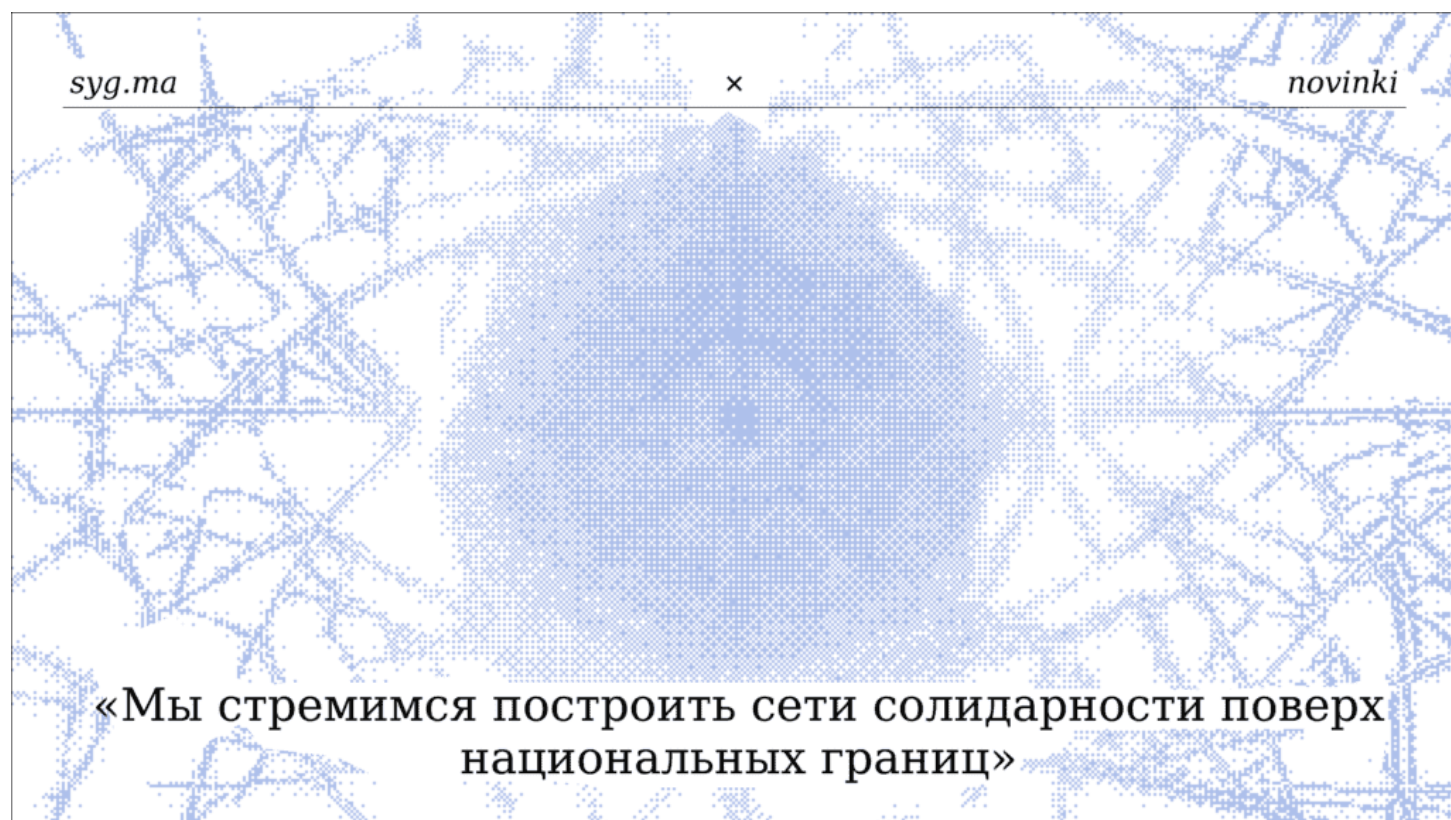 syg.ma × novinki
«Мы стремимся построить сети солидарности поверх
национальных границ»